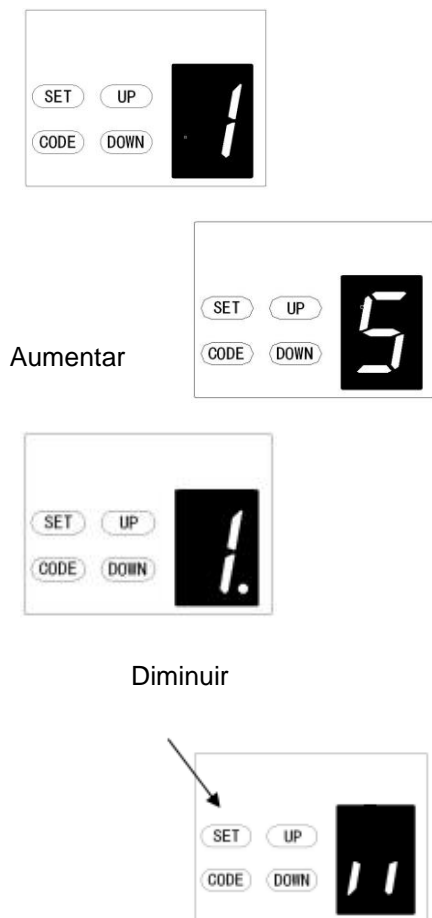 SET UP 1
CODE DOWN
SET UP 5
CODE DOWN
Aumentar
SET UP 1.
CODE DOWN
Diminuir
SET UP
CODE DOWN 11